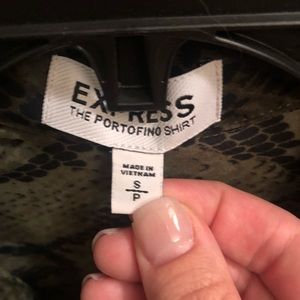 EXPRESS
THE PORTOFINO SHIRT
MADE IN
VIETNAM
S
P